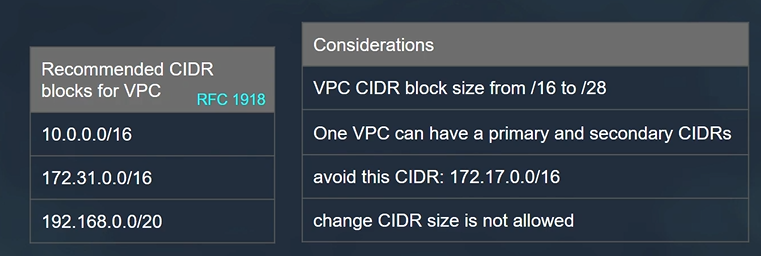 Recommended CIDR
blocks for VPC
RFC 1918
10.0.0.0/16
172.31.0.0/16
192.168.0.0/20
Considerations
VPC CIDR block size from /16 to /28
One VPC can have a primary and secondary CIDRs
avoid this CIDR: 172.17.0.0/16
change CIDR size is not allowed